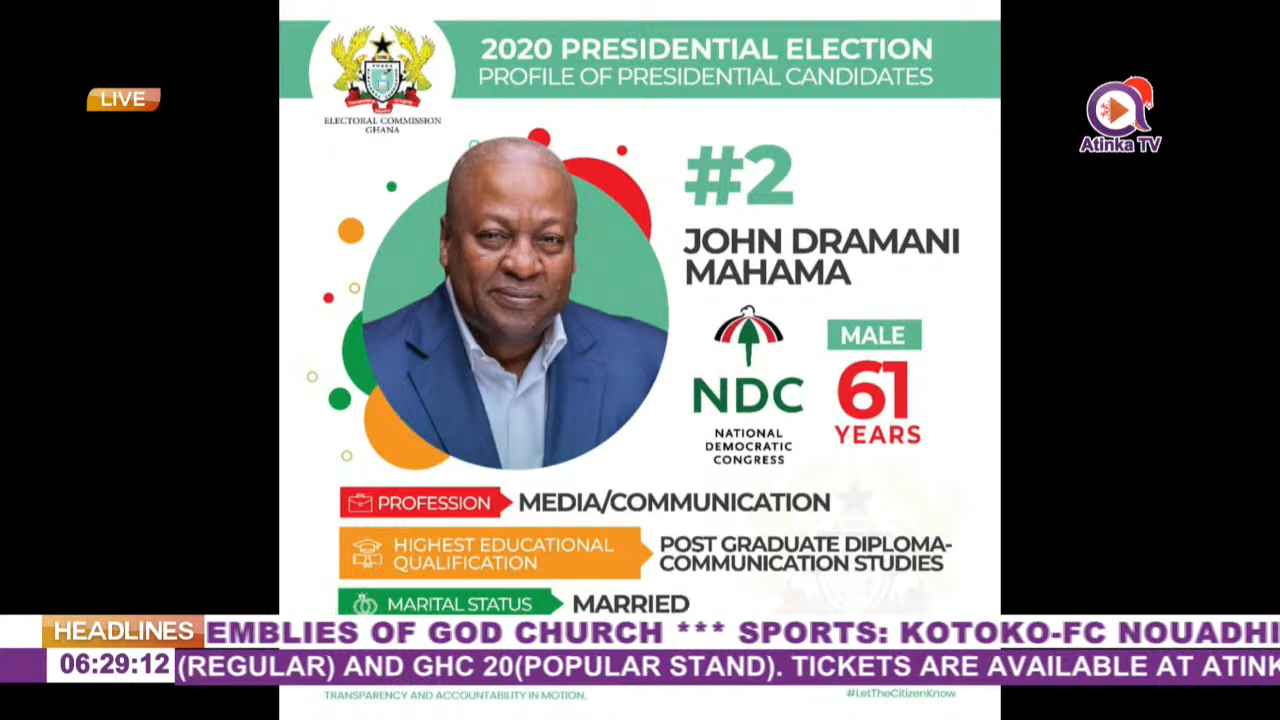 2020 PRESIDENTIAL ELECTION
PROFILE OF PRESIDENTIAL CANDIDATES
ELECTORAL COMMISSION
GHANA
LIVE
Atinka TV
#2
JOHN DRAMANI
MAHAMA
NDC
NATIONAL
DEMOCRATIC
CONGRESS
MALE
61
YEARS
PROFESSION
MEDIA/COMMUNICATION
HIGHEST EDUCATIONAL
QUALIFICATION
POST GRADUATE DIPLOMA-
COMMUNICATION STUDIES
MARITAL STATUS
MARRIED
HEADLINES
EMBLIES OF GOD CHURCH *** SPORTS: KOTOKO-FC NOUADHI
06:29:12
(REGULAR) AND GHC 20(POPULAR STAND). TICKETS ARE AVAILABLE AT ATINK
TRANSPARENCY AND ACCOUNTABILITY IN MOTION.
#LetTheCitizenKnow